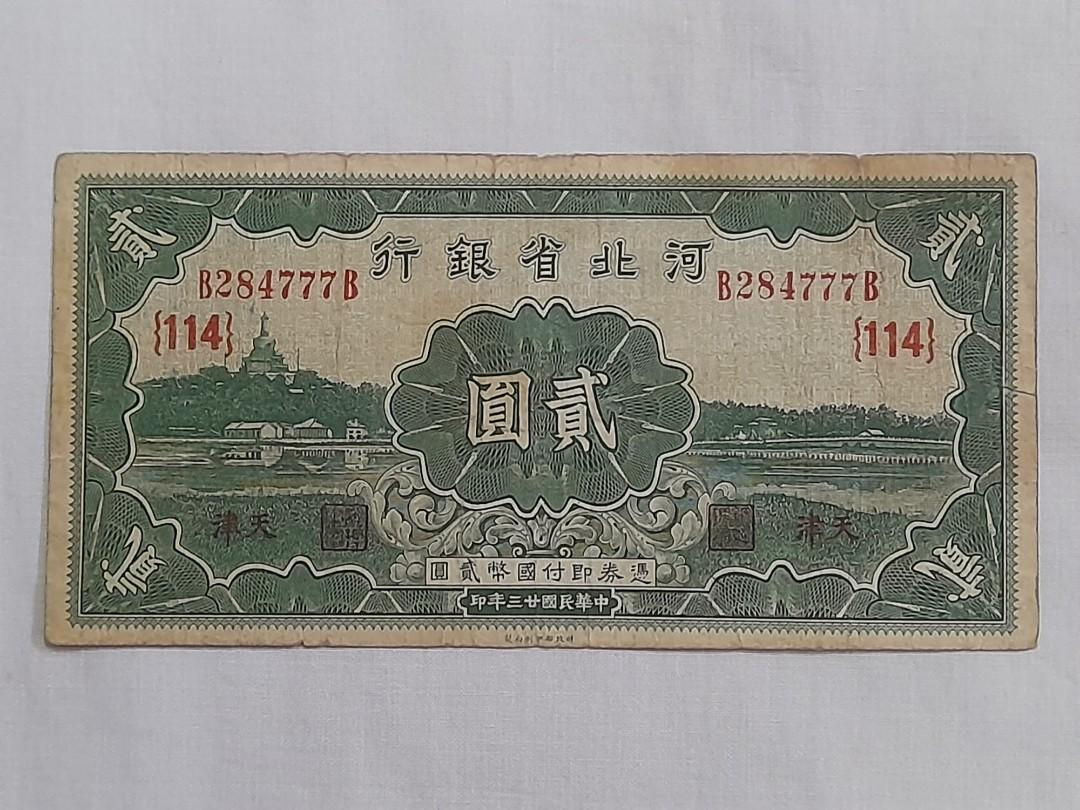 貳
貳
河北省銀行
B284777B
B284777B
{114}
{114}
貳圓
天津
天津
憑券即付國幣貳圓
貳
貳
中華民國廿三年印